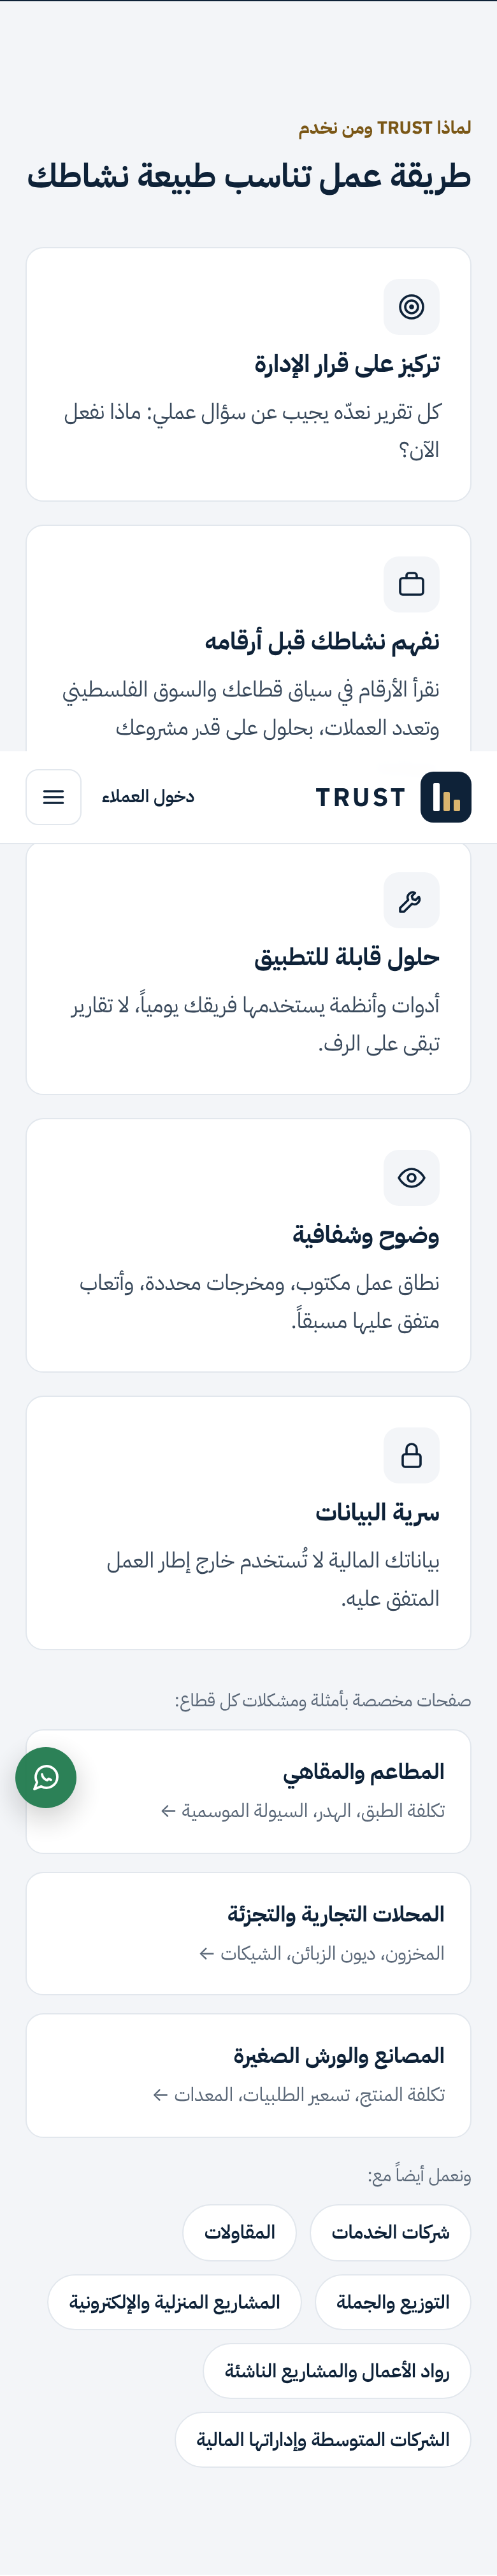 لماذا TRUST ومن نخدم
طريقة عمل تناسب طبيعة نشاطك
تركيز على قرار الإدارة
كل تقرير نعدّه يجيب عن سؤال عملي: ماذا نفعل
الآن؟
نفهم نشاطك قبل أرقامه
نقرأ الأرقام في سياق قطاعك والسوق الفلسطيني
وتعدد العملات، بحلول على قدر مشروعك
TRUST
دخول العملاء
حلول قابلة للتطبيق
أدوات وأنظمة يستخدمها فريقك يومياً، لا تقارير
تبقى على الرف.
وضوح وشفافية
نطاق عمل مكتوب، ومخرجات محددة، وأتعاب
متفق عليها مسبقاً.
سرية البيانات
بياناتك المالية لا تُستخدم خارج إطار العمل
المتفق عليه.
صفحات مخصصة بأمثلة ومشكلات كل قطاع:
المطاعم والمقاهي
تكلفة الطبق، الهدر، السيولة الموسمية ←
المحلات التجارية والتجزئة
المخزون، ديون الزبائن، الشيكات ←
المصانع والورش الصغيرة
تكلفة المنتج، تسعير الطلبيات، المعدات ←
ونعمل أيضاً مع:
شركات الخدمات
المقاولات
التوزيع والجملة
المشاريع المنزلية والإلكترونية
رواد الأعمال والمشاريع الناشئة
الشركات المتوسطة وإداراتها المالية